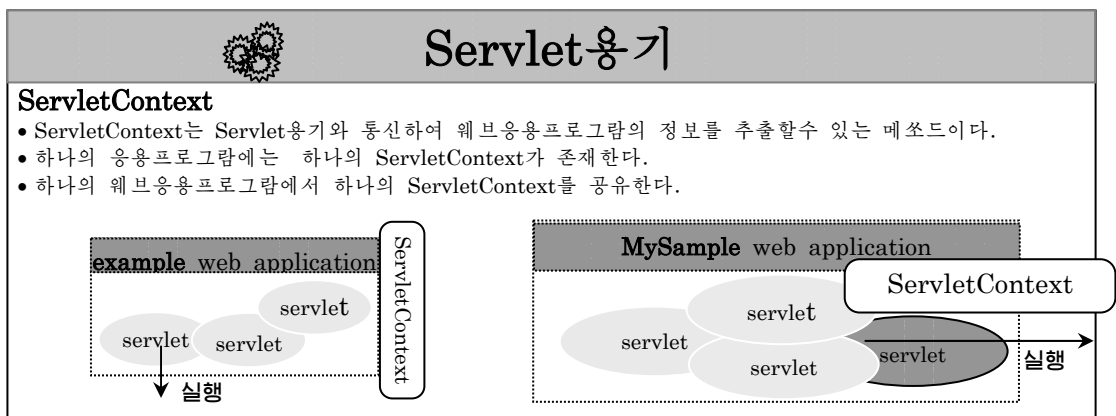 Servlet용기
ServletContext
• ServletContext는 Servlet용기와 통신하여 웨브응용프로그람의 정보를 추출할수 있는 메쏘드이다.
• 하나의 응용프로그람에는 하나의 ServletContext가 존재한다.
• 하나의 웨브응용프로그람에서 하나의 ServletContext를 공유한다.
example web application
ServletContext
servlet
servlet
servlet
실행
MySample web application
ServletContext
servlet
servlet
servlet
servlet
실행